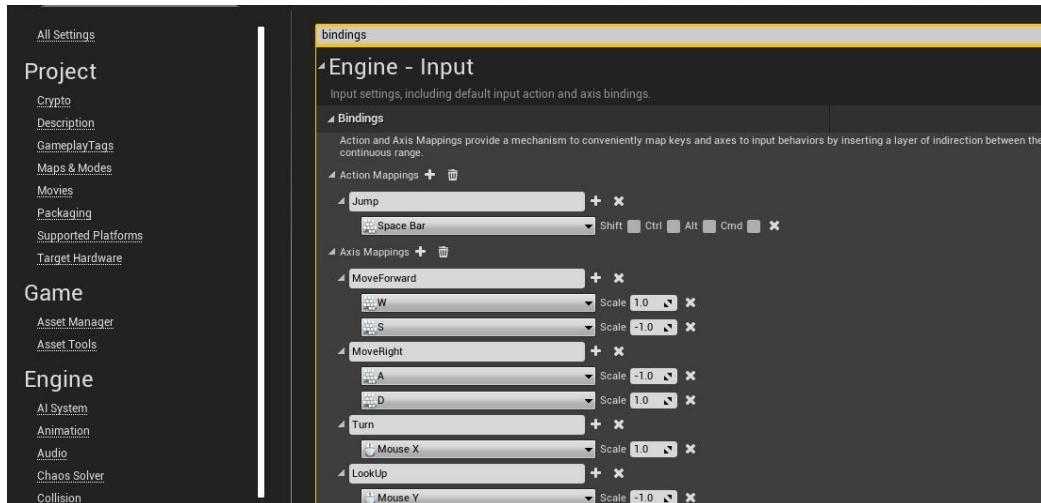 All Settings
Project
Crypto
Description
GameplayTags
Maps & Modes
Movies
Packaging
Supported Platforms
Target Hardware
Game
Asset Manager
Asset Tools
Engine
AI System
Animation
Audio
Chaos Solver
Collision
bindings
Engine - Input
Input settings, including default input action and axis bindings.
Bindings
Action and Axis Mappings provide a mechanism to conveniently map keys and axes to input behaviors by inserting a layer of indirection between the
continuous range.
Action Mappings
Jump
Space Bar Shift Ctrl Alt Cmd
Axis Mappings
MoveForward
W Scale 1.0
S Scale -1.0
MoveRight
A Scale -1.0
D Scale 1.0
Turn
Mouse X Scale 1.0
LookUp
Mouse Y Scale -1.0